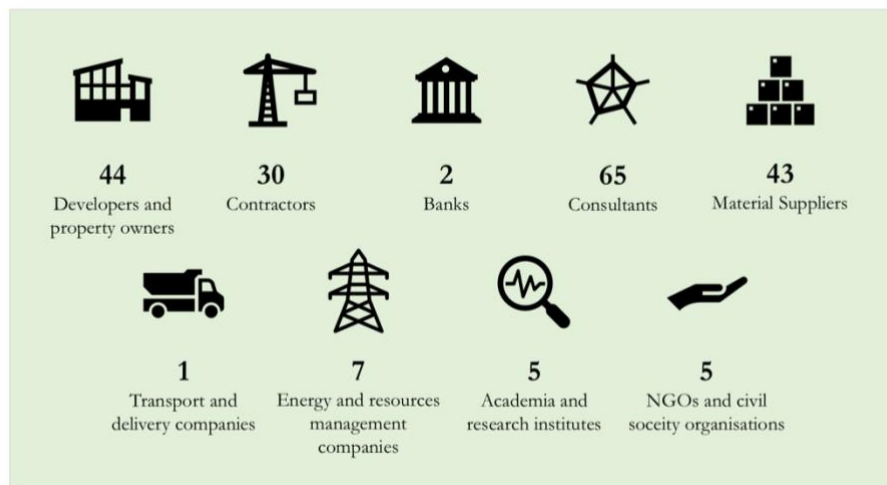 44
30
2
65
43
Developers and
property owners
Contractors
Banks
Consultants
Material Suppliers
1
7
5
5
Transport and
delivery companies
Energy and resources
management
companies
Academia and
research institutes
NGOs and civil
soceity organisations